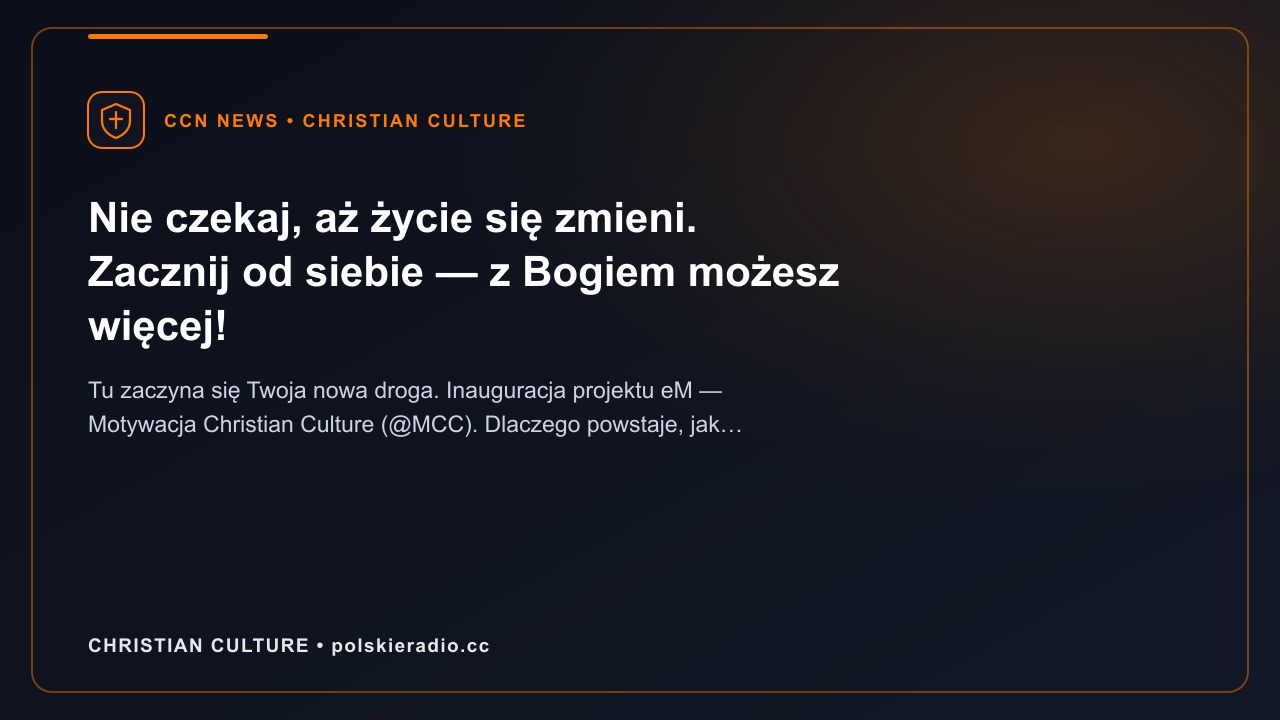 CCN NEWS • CHRISTIAN CULTURE
Nie czekaj, aż życie się zmieni.
Zacznij od siebie — z Bogiem możesz
więcej!
Tu zaczyna się Twoja nowa droga. Inauguracja projektu eM —
Motywacja Christian Culture (@MCC). Dlaczego powstaje, jak…
CHRISTIAN CULTURE • polskieradio.cc